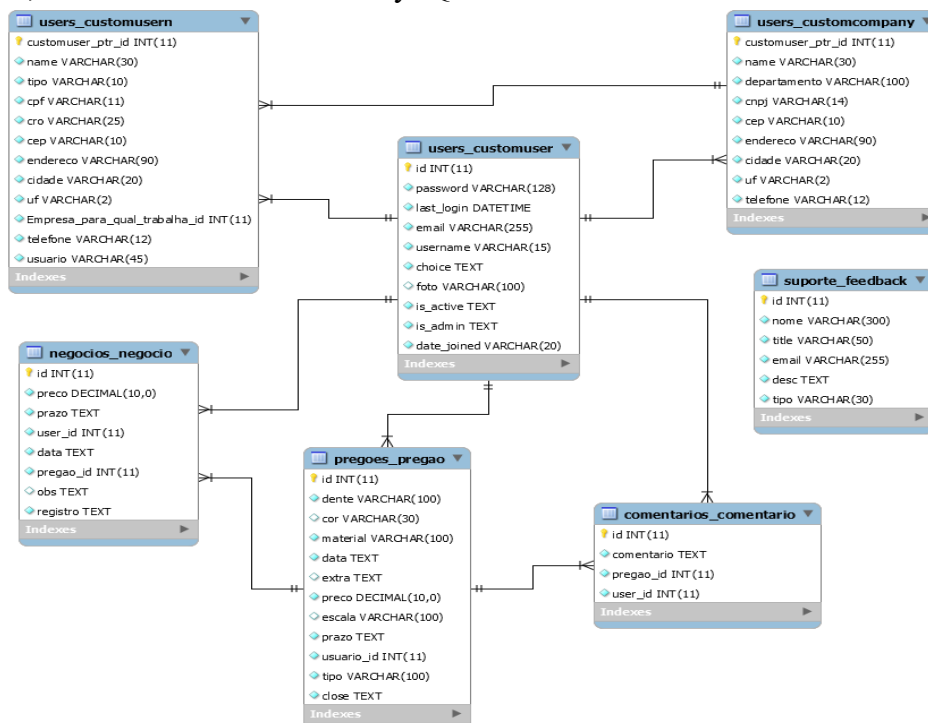 users_customusern
customuser_ptr_id INT(11)
name VARCHAR(30)
tipo VARCHAR(10)
cpf VARCHAR(11)
cro VARCHAR(25)
cep VARCHAR(10)
endereco VARCHAR(90)
cidade VARCHAR(20)
uf VARCHAR(2)
Empresa_para_qual_trabalha_id INT(11)
telefone VARCHAR(12)
usuario VARCHAR(45)
Indexes
users_customcompany
customuser_ptr_id INT(11)
name VARCHAR(30)
departamento VARCHAR(100)
cnpj VARCHAR(14)
cep VARCHAR(10)
endereco VARCHAR(90)
cidade VARCHAR(20)
uf VARCHAR(2)
telefone VARCHAR(12)
Indexes
users_customuser
id INT(11)
password VARCHAR(128)
last_login DATETIME
email VARCHAR(255)
username VARCHAR(15)
choice TEXT
foto VARCHAR(100)
is_active TEXT
is_admin TEXT
date_joined VARCHAR(20)
Indexes
suporte_feedback
id INT(11)
nome VARCHAR(300)
title VARCHAR(50)
email VARCHAR(255)
desc TEXT
tipo VARCHAR(30)
Indexes
negocios_negocio
id INT(11)
preco DECIMAL(10,0)
prazo TEXT
user_id INT(11)
data TEXT
pregao_id INT(11)
obs TEXT
registro TEXT
Indexes
pregoes_pregao
id INT(11)
dente VARCHAR(100)
cor VARCHAR(30)
material VARCHAR(100)
data TEXT
extra TEXT
preco DECIMAL(10,0)
escala VARCHAR(100)
prazo TEXT
usuario_id INT(11)
tipo VARCHAR(100)
close TEXT
Indexes
comentarios_comentario
id INT(11)
comentario TEXT
pregao_id INT(11)
user_id INT(11)
Indexes